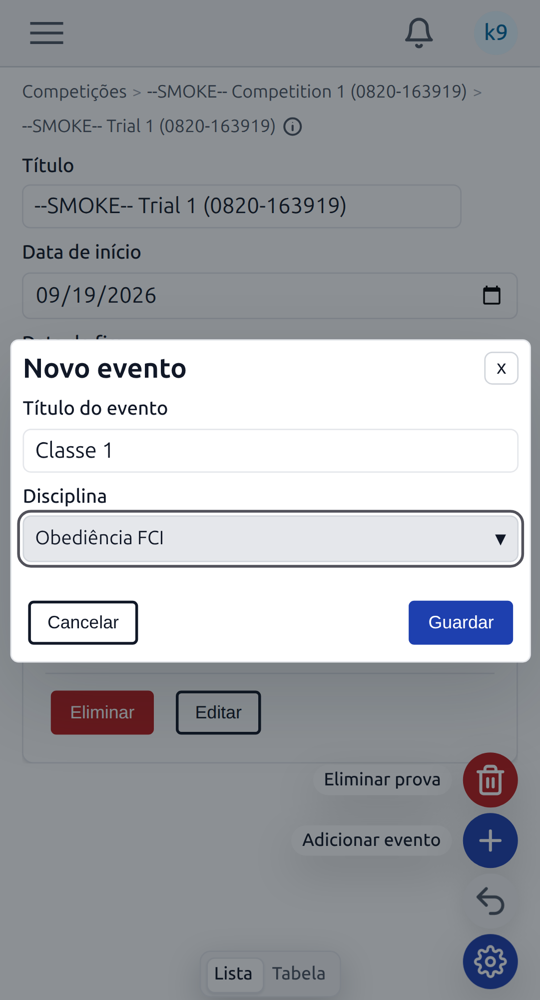 k9
Competições > --SMOKE-- Competition 1 (0820-163919) >
--SMOKE-- Trial 1 (0820-163919)
Título
--SMOKE-- Trial 1 (0820-163919)
Data de início
09/19/2026
Novo evento
x
Título do evento
Classe 1
Disciplina
Obediência FCI
Cancelar
Guardar
Eliminar
Editar
Eliminar prova
Adicionar evento
Lista
Tabela